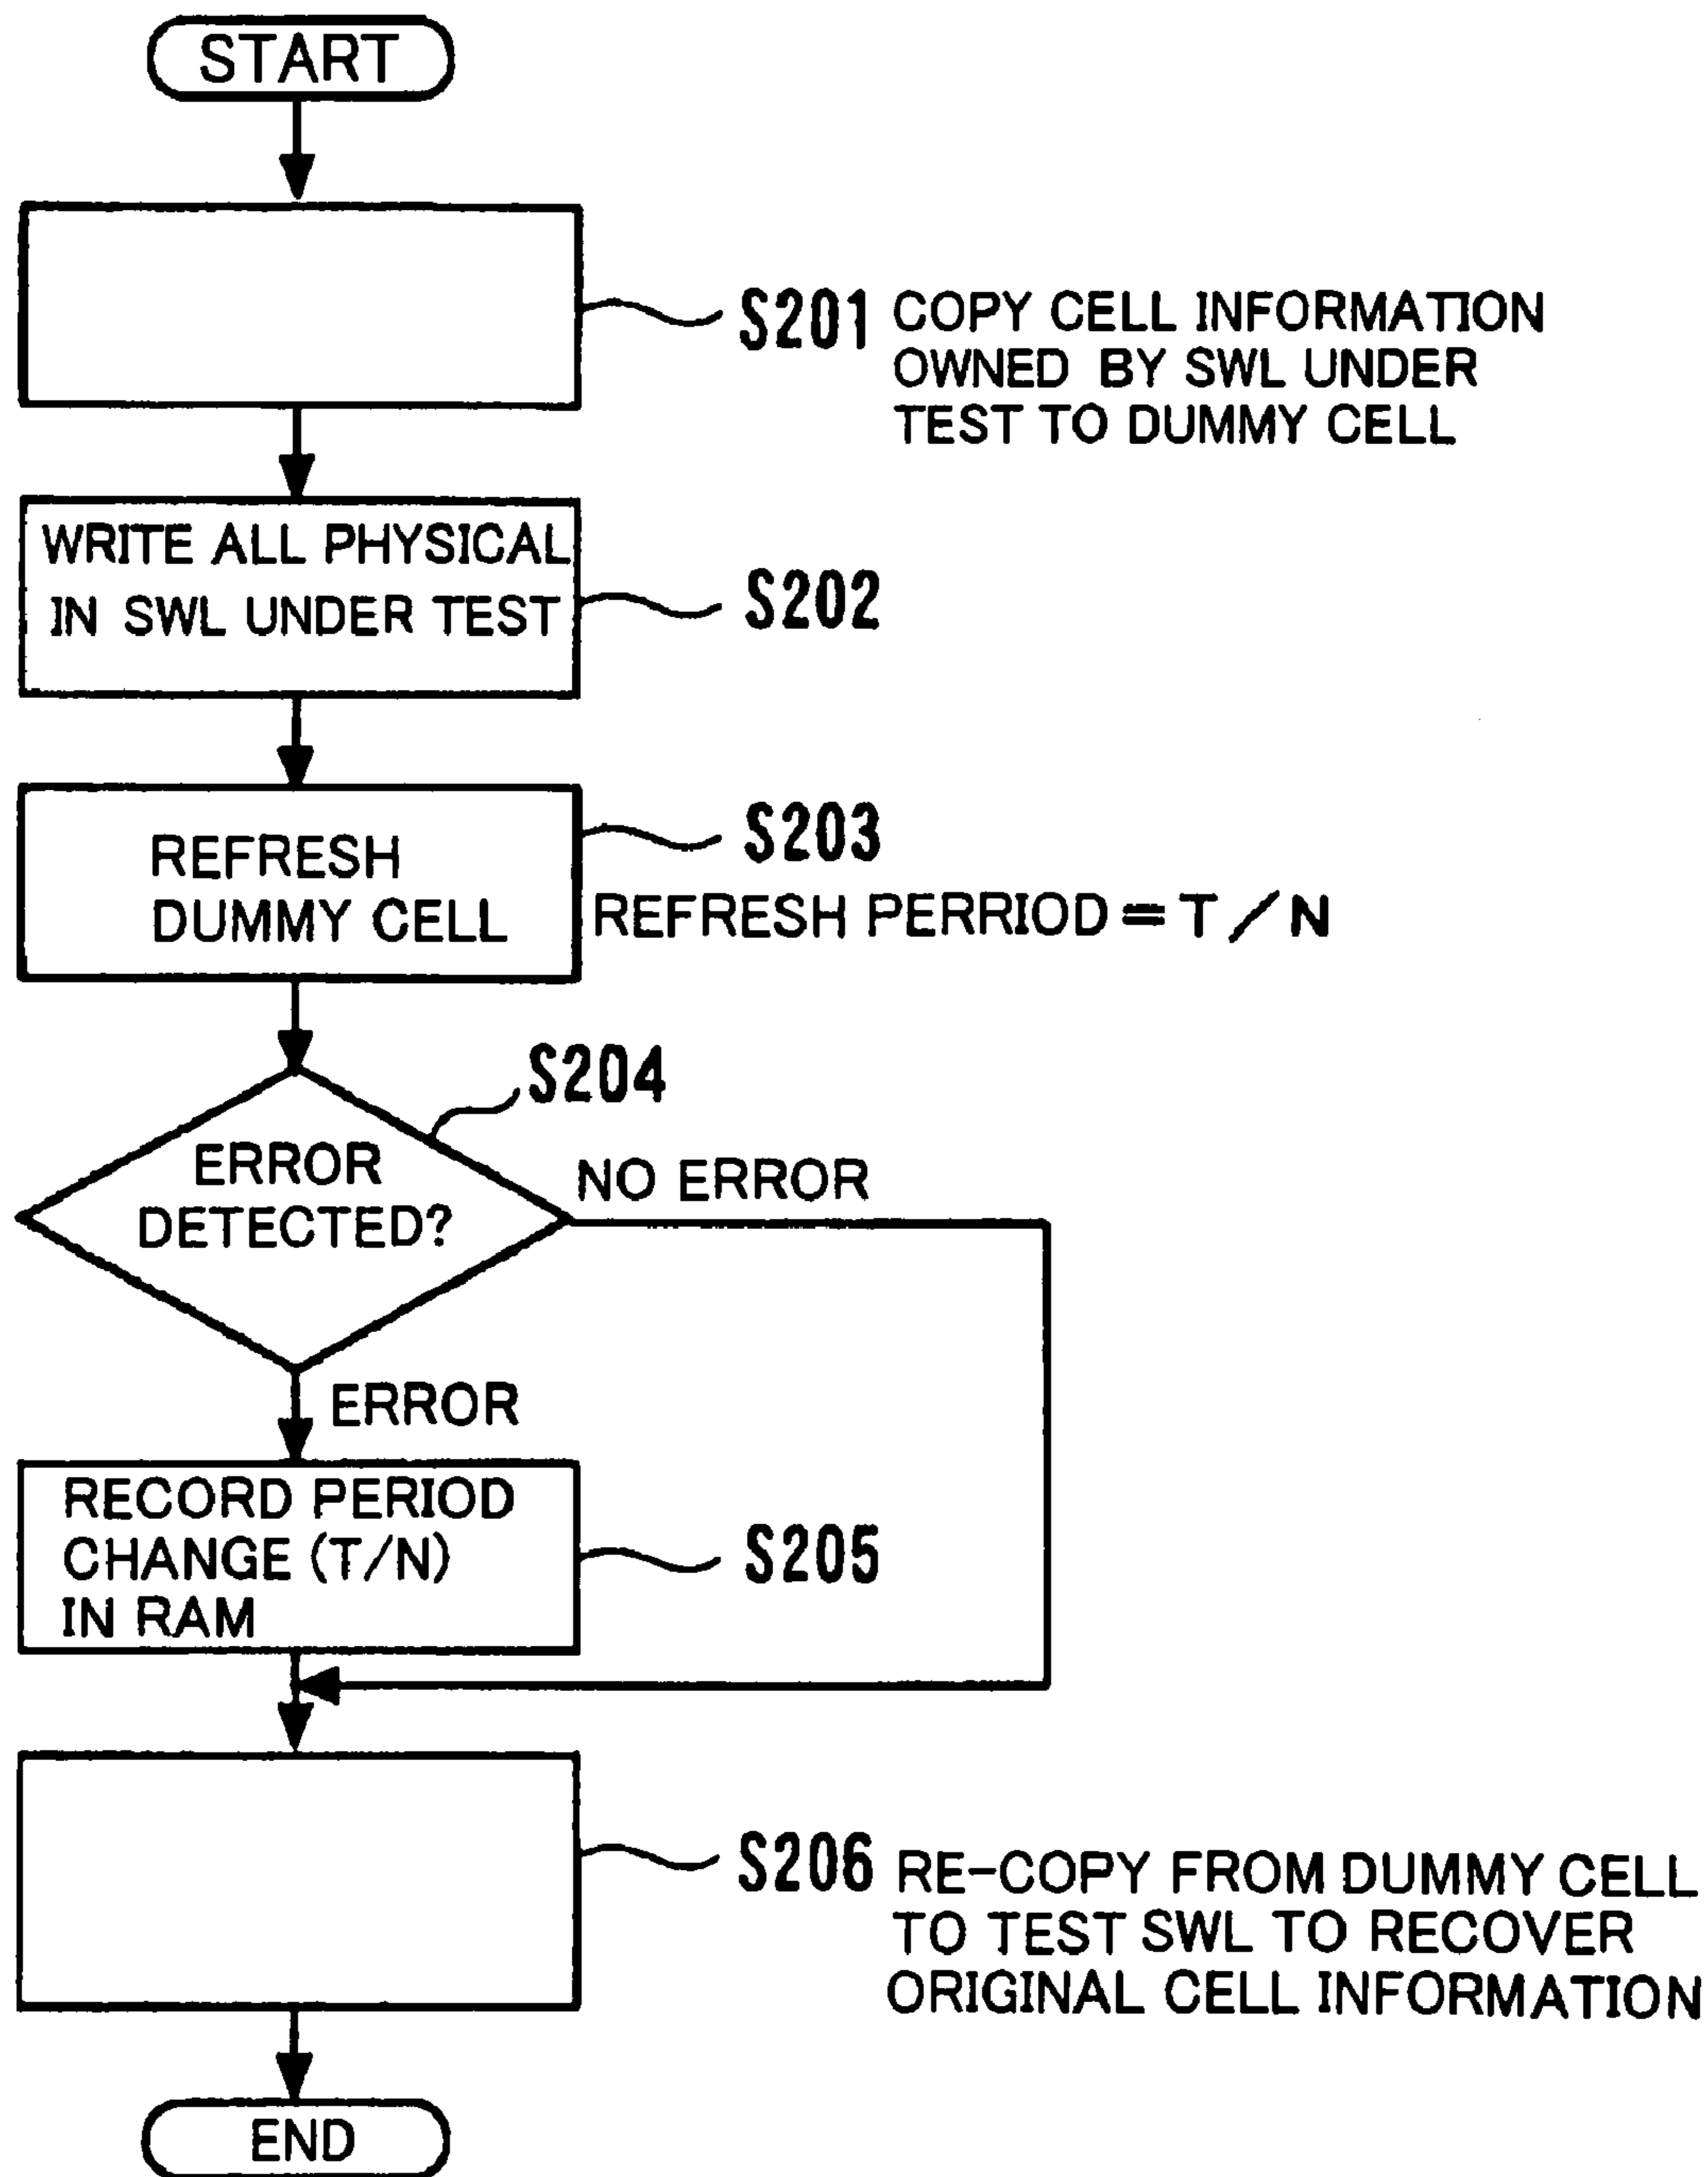 START
S201 COPY CELL INFORMATION
OWNED BY SWL UNDER
TEST TO DUMMY CELL
WRITE ALL PHYSICAL
IN SWL UNDER TEST
S202
REFRESH
DUMMY CELL
S203
REFRESH PERRIOD = T/N
S204
ERROR
DETECTED?
NO ERROR
ERROR
RECORD PERIOD
CHANGE (T/N)
IN RAM
S205
S206 RE-COPY FROM DUMMY CELL
TO TEST SWL TO RECOVER
ORIGINAL CELL INFORMATION
END